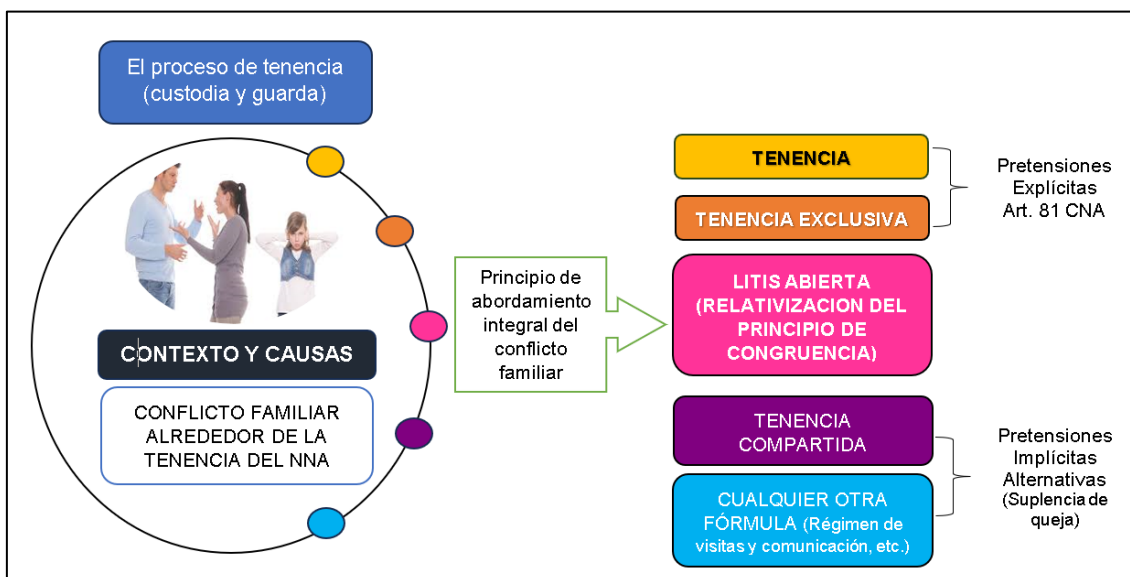 El proceso de tenencia
(custodia y guarda)
CONTEXTO Y CAUSAS
CONFLICTO FAMILIAR
ALREDEDOR DE LA
TENENCIA DEL NNA
Principio de
abordamiento
integral del
conflicto
familiar
TENENCIA
TENENCIA EXCLUSIVA
Pretensiones
Explícitas
Art. 81 CNA
LITIS ABIERTA
(RELATIVIZACION DEL
PRINCIPIO DE
CONGRUENCIA)
TENENCIA
COMPARTIDA
CUALQUIER OTRA
FÓRMULA (Régimen de
visitas y comunicación, etc.)
Pretensiones
Implícitas
Alternativas
(Suplencia de
queja)